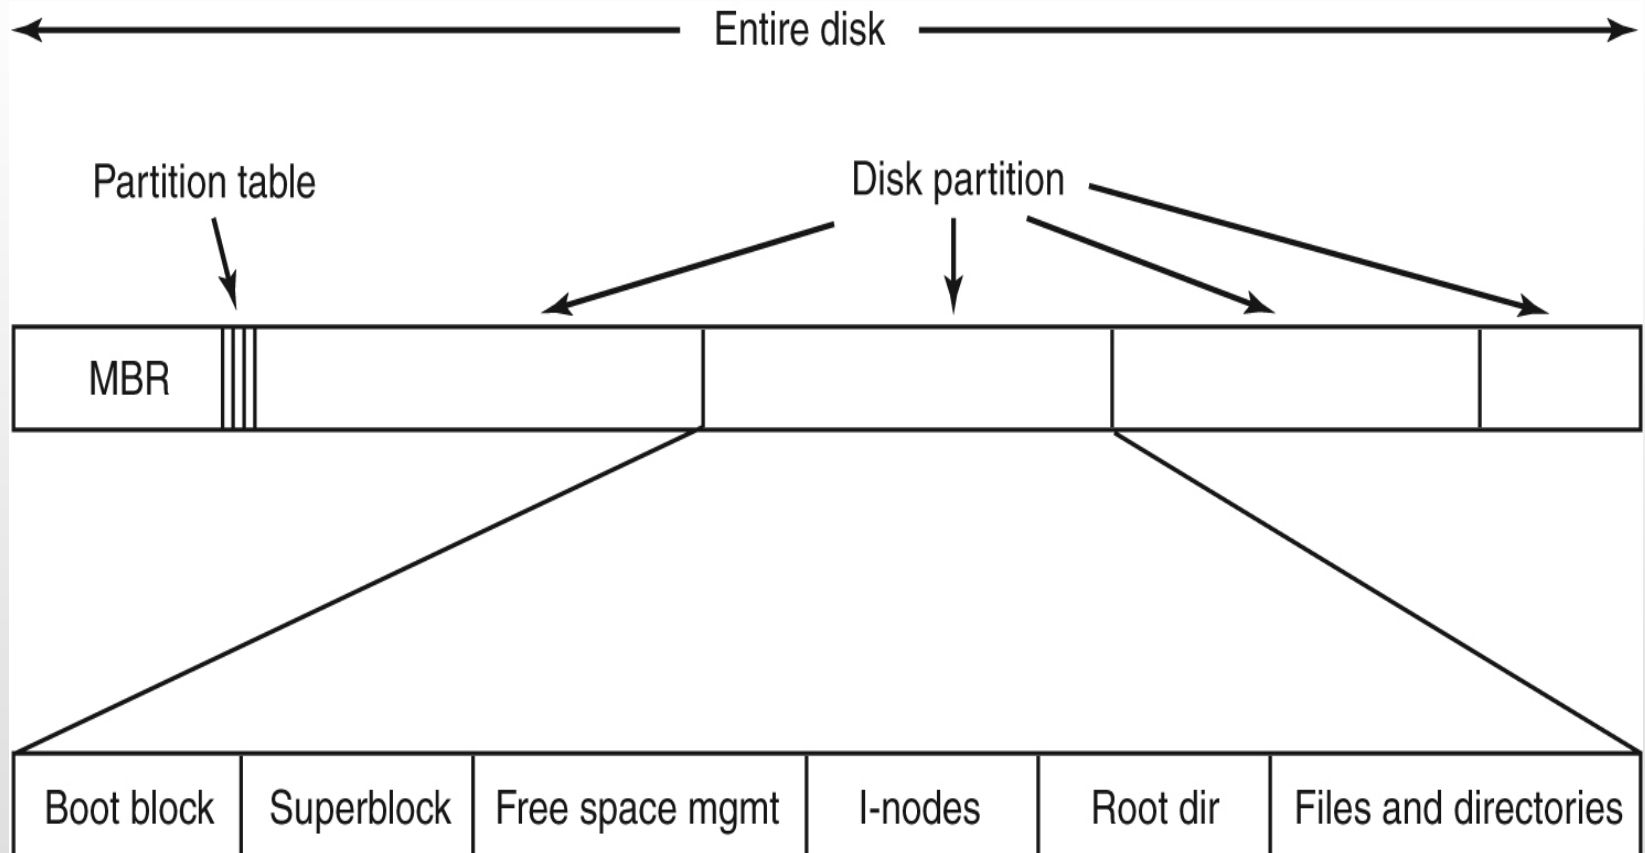 Entire disk
Partition table
Disk partition
MBR
Boot block
Superblock
Free space mgmt
I-nodes
Root dir
Files and directories